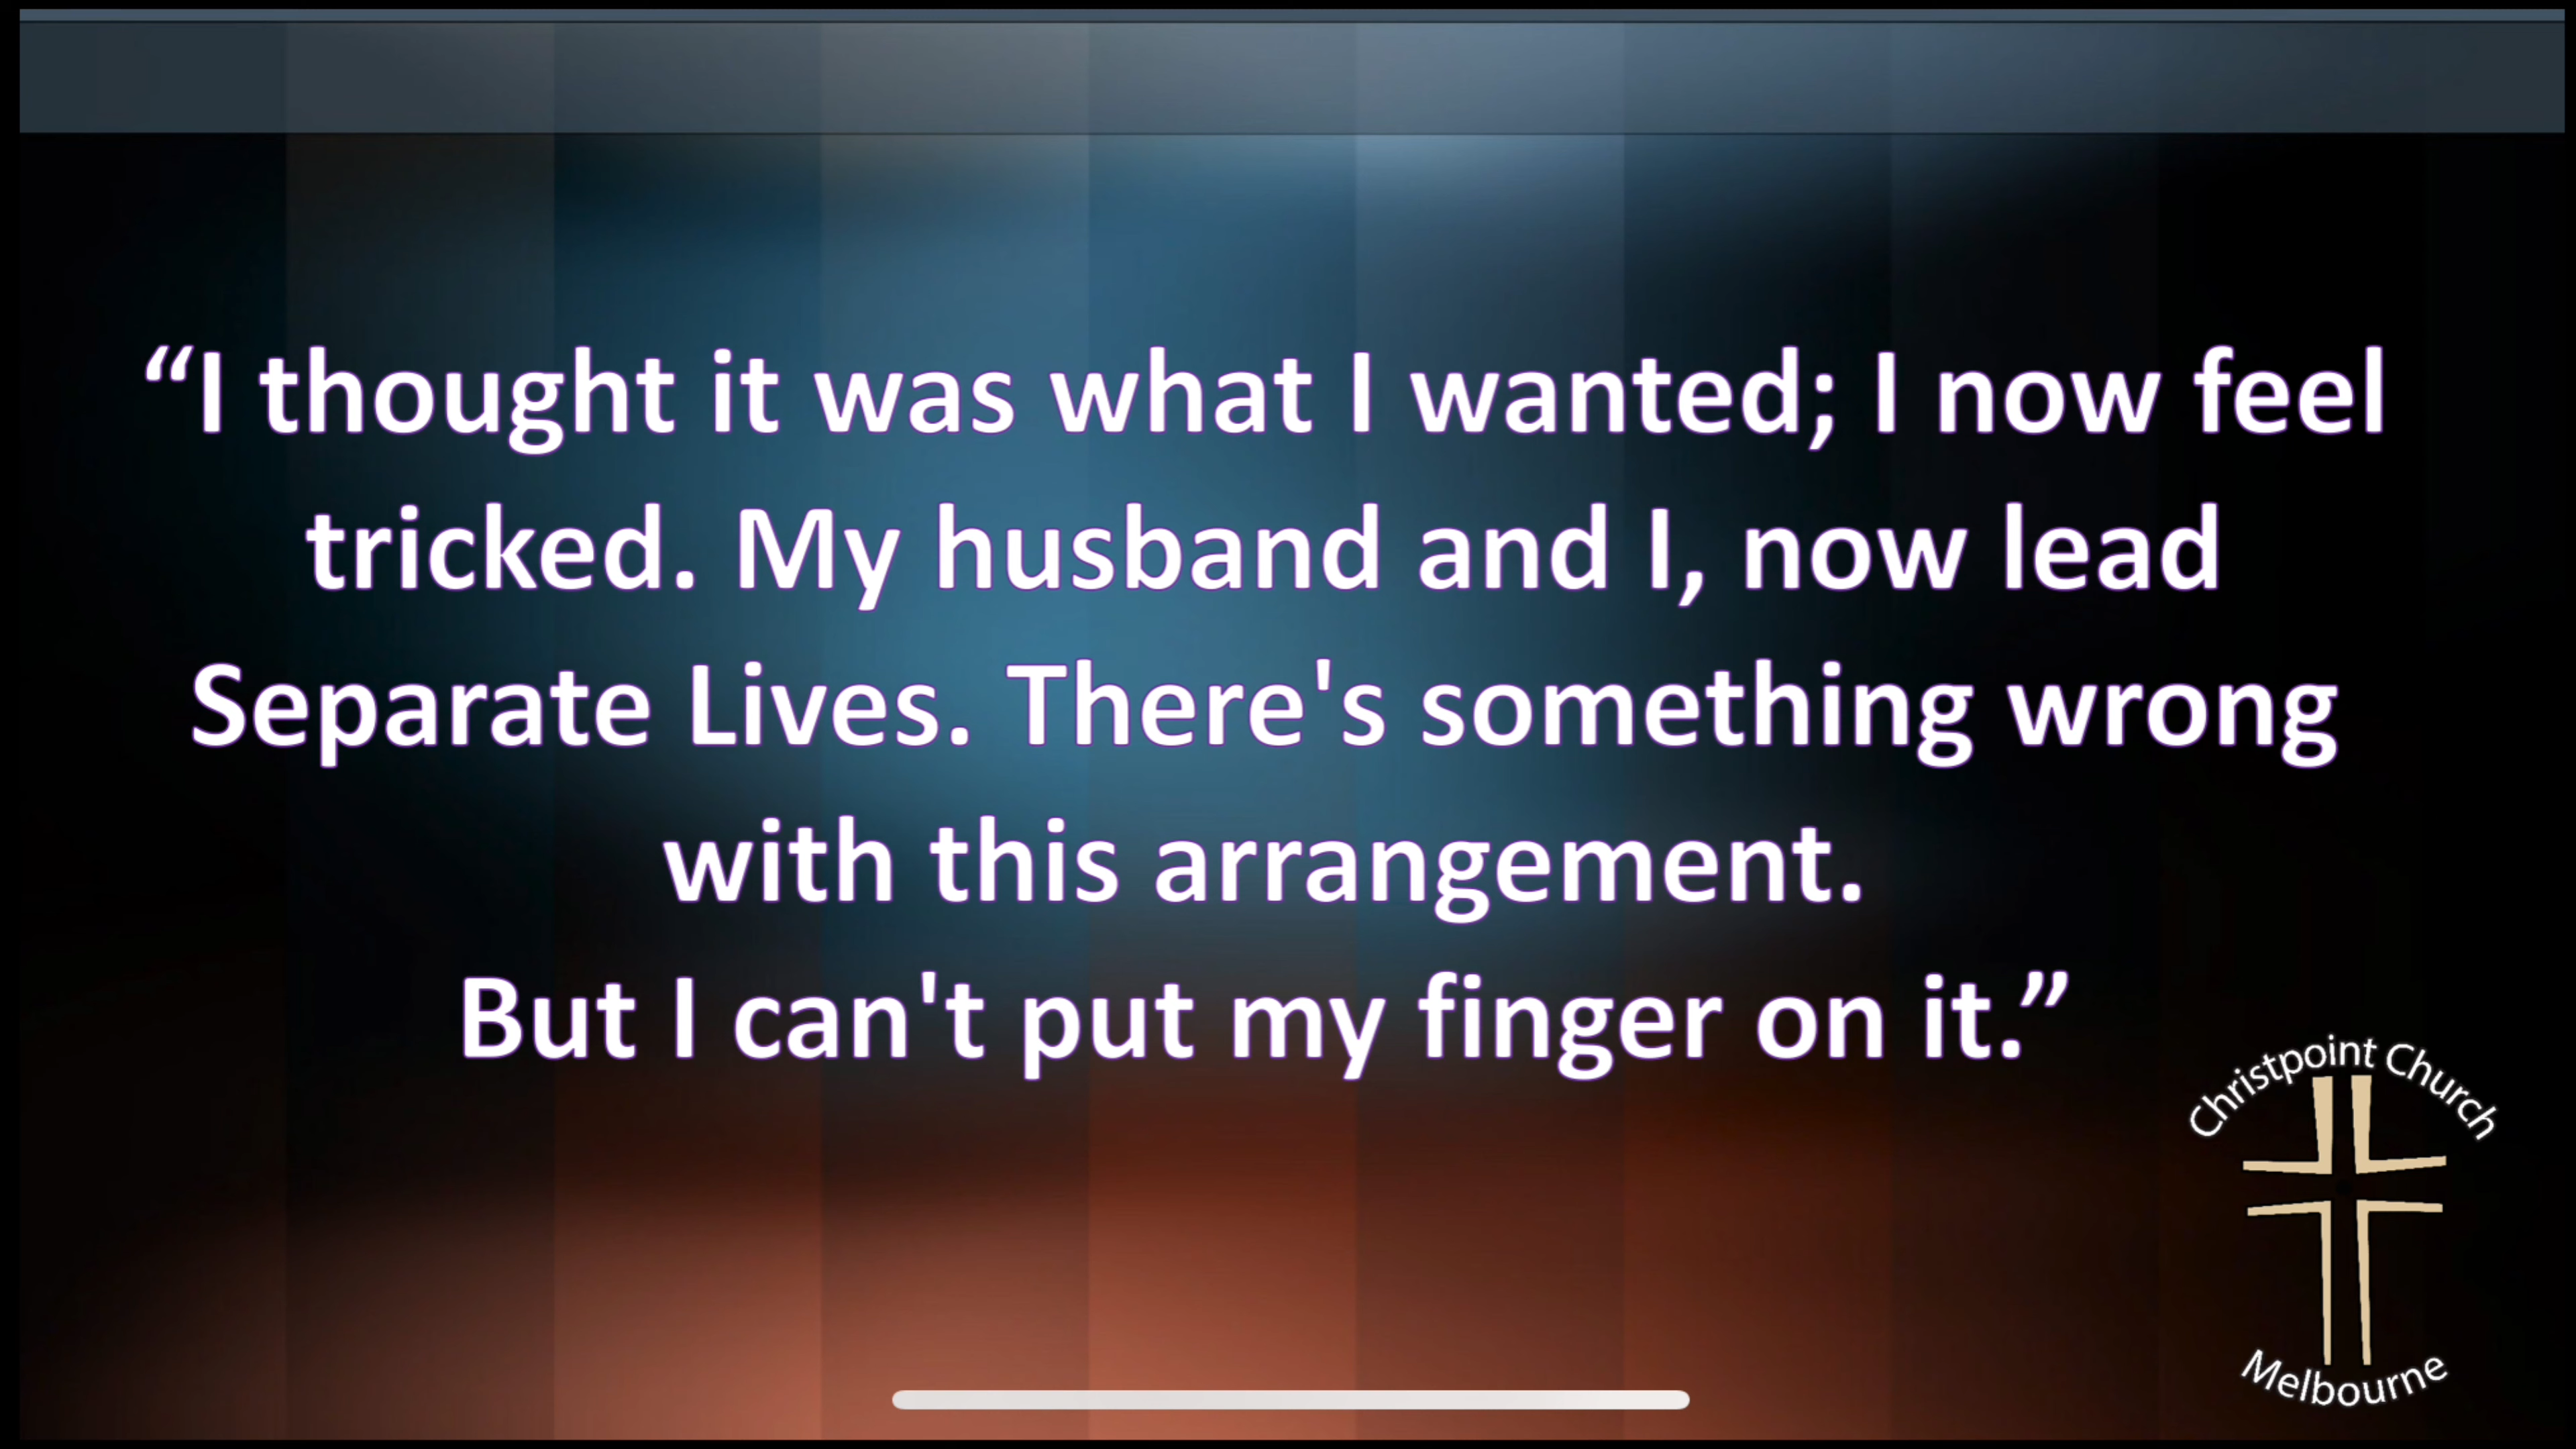 “I thought it was what I wanted; I now feel
tricked. My husband and I, now lead
Separate Lives. There's something wrong
with this arrangement.
But I can't put my finger on it.”
Christpoint Church
Melbourne